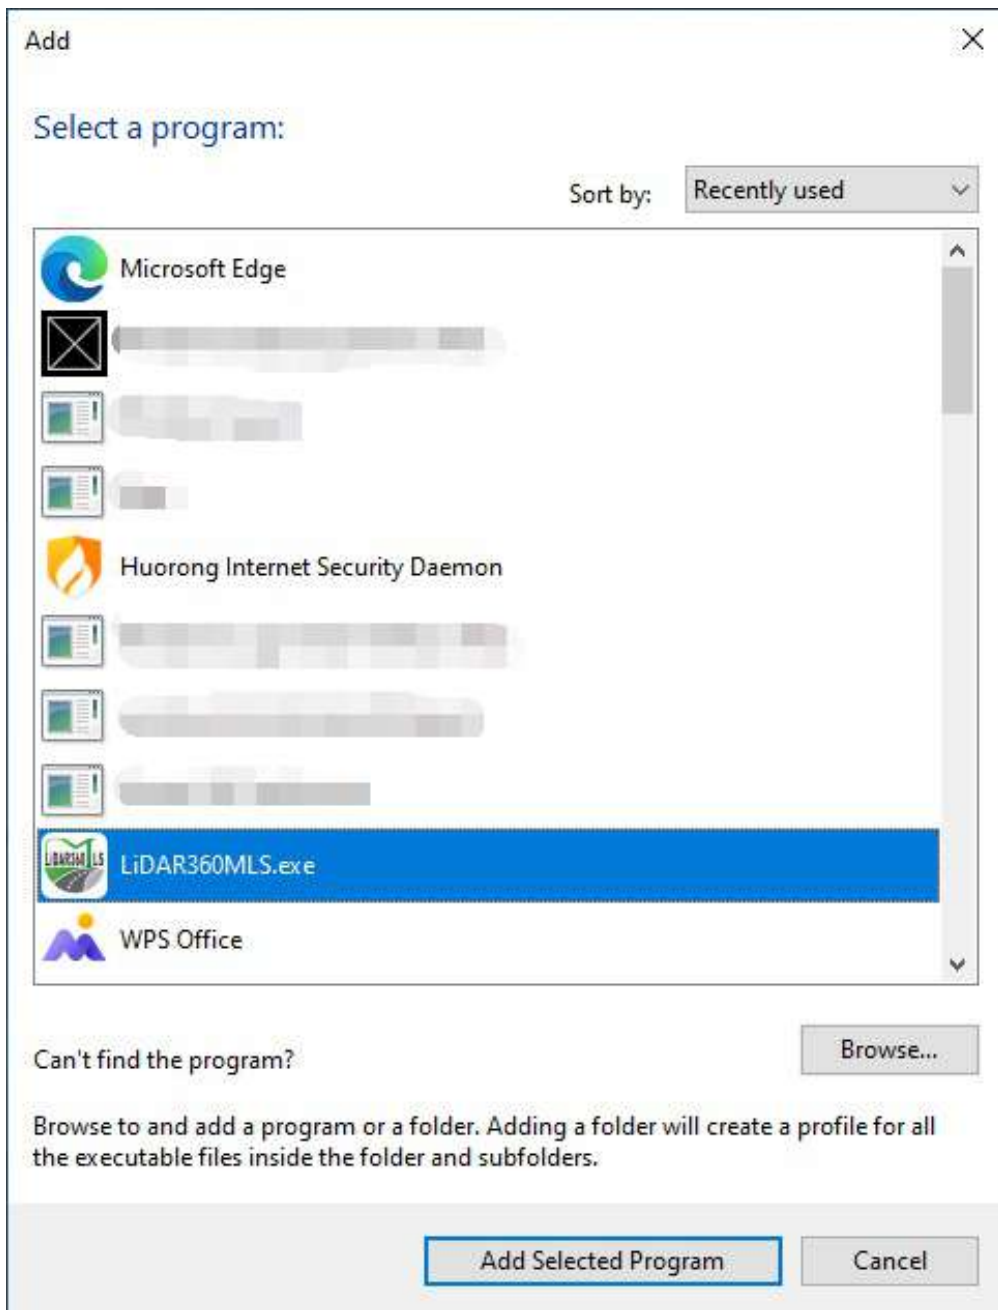 Add
Select a program:
Sort by: Recently used
Microsoft Edge
Huorong Internet Security Daemon
LiDAR360MLS.exe
WPS Office
Can't find the program?
Browse...
Browse to and add a program or a folder. Adding a folder will create a profile for all
the executable files inside the folder and subfolders.
Add Selected Program
Cancel